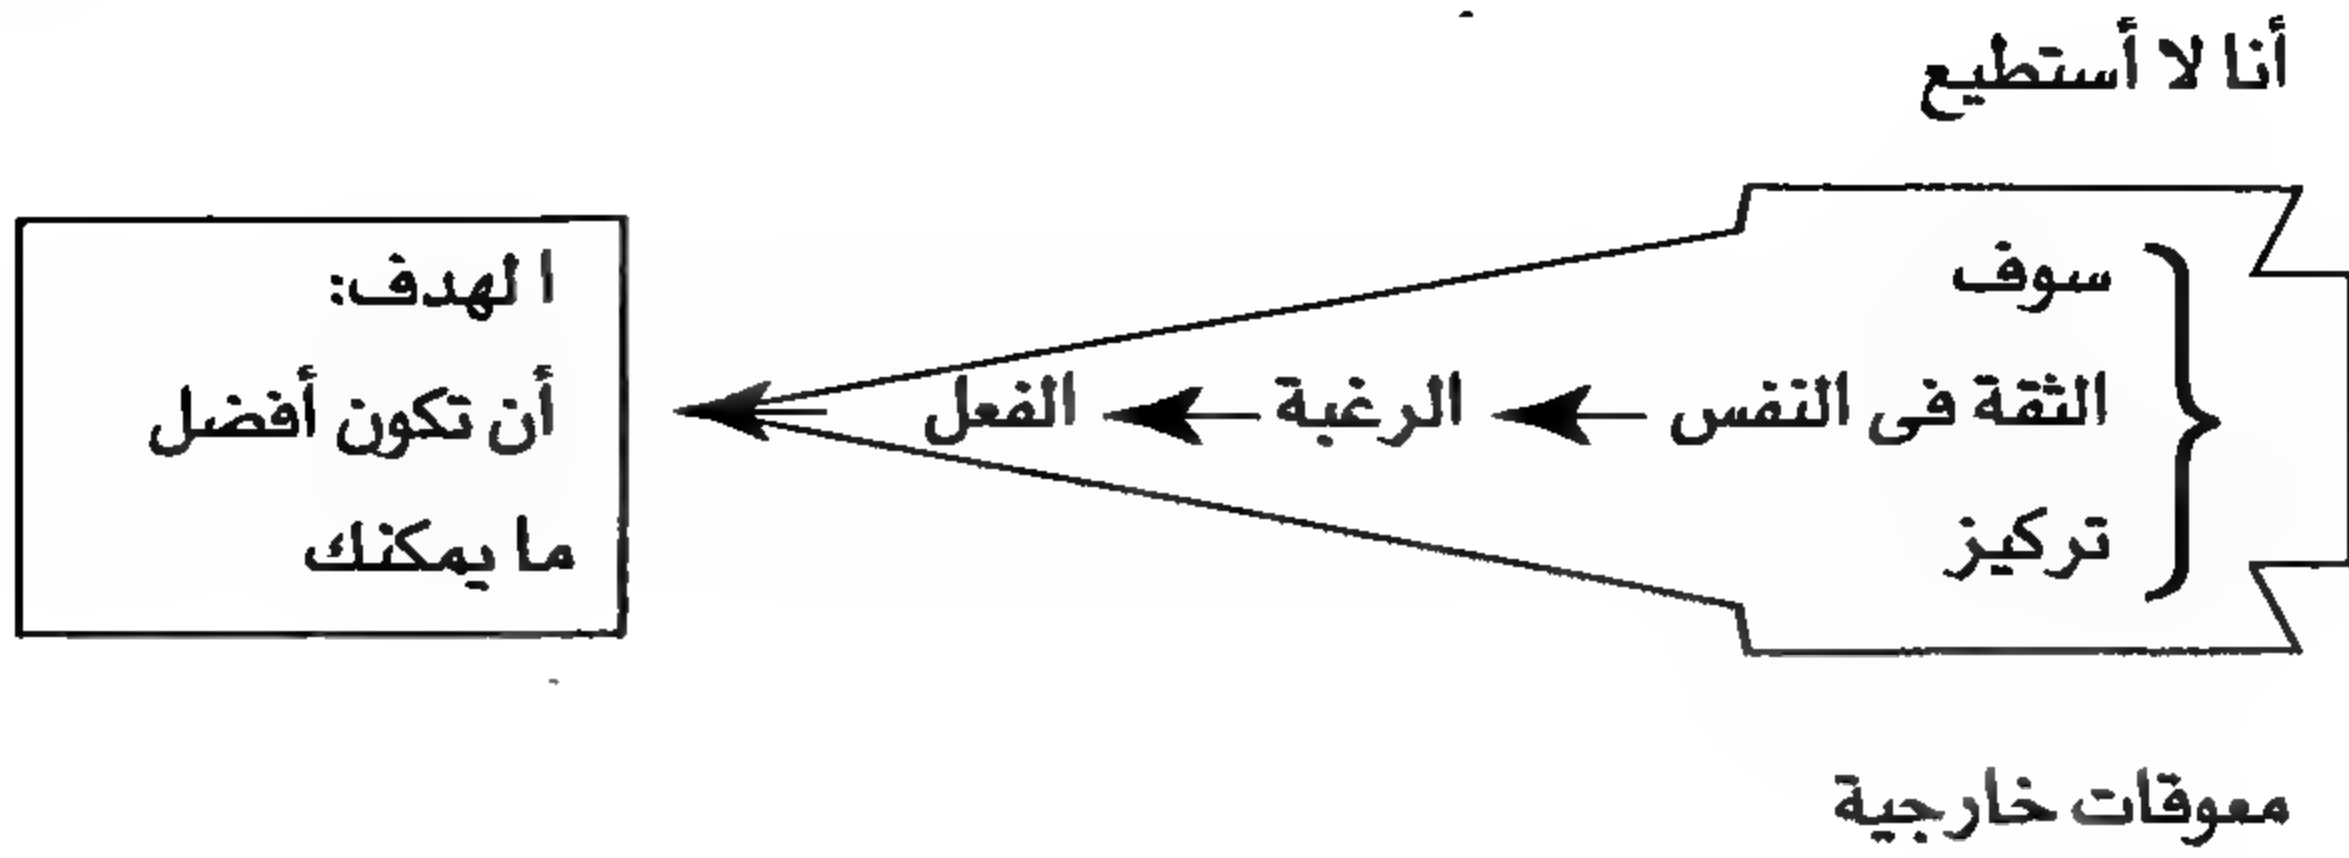 أنا لا أستطيع
سوف
الثقة فى النفس
تركيز
الرغبة
الفعل
الهدف:
أن تكون أفضل
ما يمكنك
معوقات خارجية